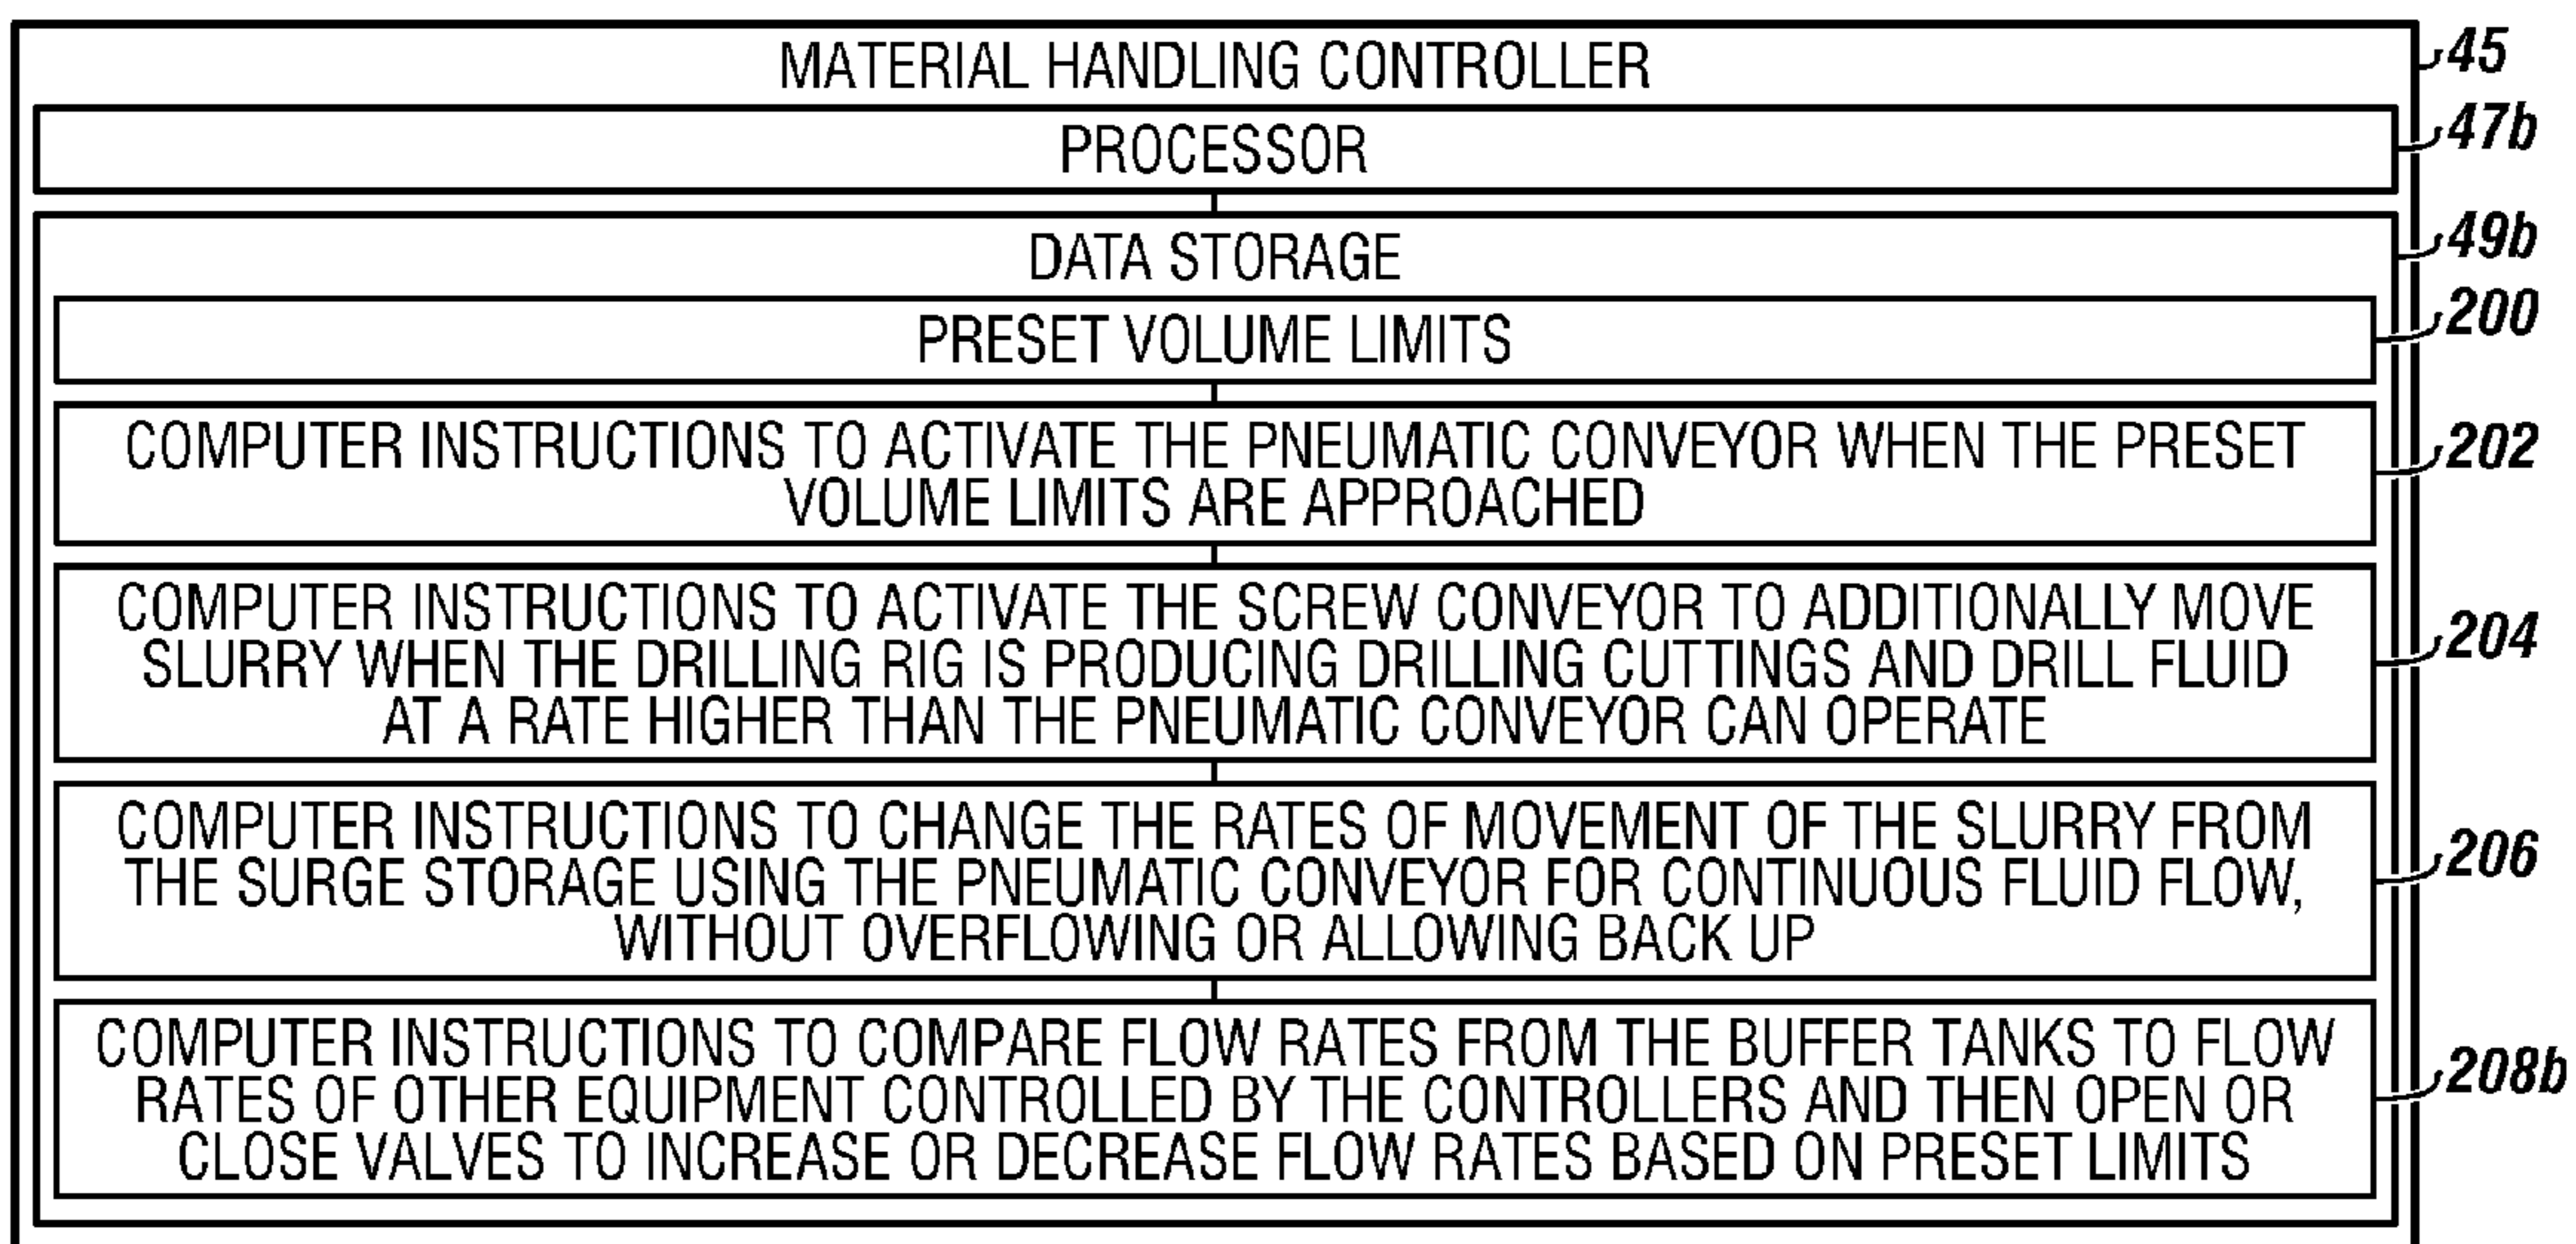 MATERIAL HANDLING CONTROLLER
45
PROCESSOR
47b
DATA STORAGE
49b
PRESET VOLUME LIMITS
200
COMPUTER INSTRUCTIONS TO ACTIVATE THE PNEUMATIC CONVEYOR WHEN THE PRESET
VOLUME LIMITS ARE APPROACHED
202
COMPUTER INSTRUCTIONS TO ACTIVATE THE SCREW CONVEYOR TO ADDITIONALLY MOVE
SLURRY WHEN THE DRILLING RIG IS PRODUCING DRILLING CUTTINGS AND DRILL FLUID
AT A RATE HIGHER THAN THE PNEUMATIC CONVEYOR CAN OPERATE
204
COMPUTER INSTRUCTIONS TO CHANGE THE RATES OF MOVEMENT OF THE SLURRY FROM
THE SURGE STORAGE USING THE PNEUMATIC CONVEYOR FOR CONTINUOUS FLUID FLOW,
WITHOUT OVERFLOWING OR ALLOWING BACK UP
206
COMPUTER INSTRUCTIONS TO COMPARE FLOW RATES FROM THE BUFFER TANKS TO FLOW
RATES OF OTHER EQUIPMENT CONTROLLED BY THE CONTROLLERS AND THEN OPEN OR
CLOSE VALVES TO INCREASE OR DECREASE FLOW RATES BASED ON PRESET LIMITS
208b